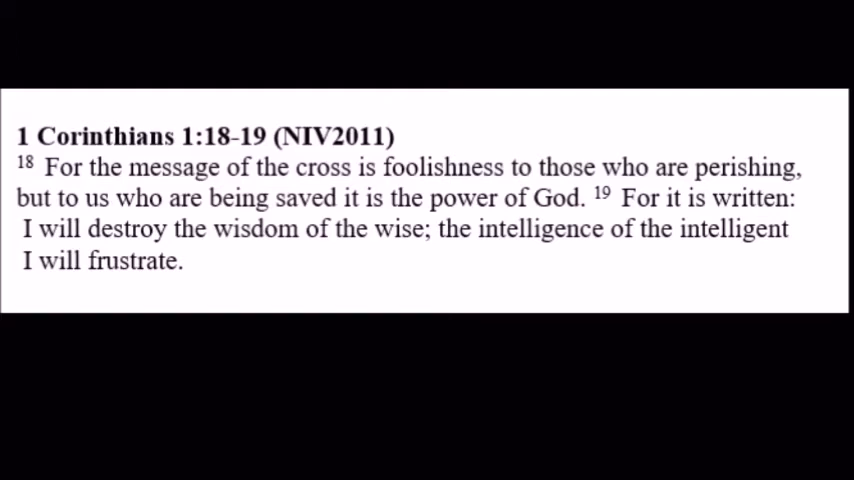 1 Corinthians 1:18-19 (NIV2011)
18 For the message of the cross is foolishness to those who are perishing,
but to us who are being saved it is the power of God. 19 For it is written:
I will destroy the wisdom of the wise; the intelligence of the intelligent
I will frustrate.